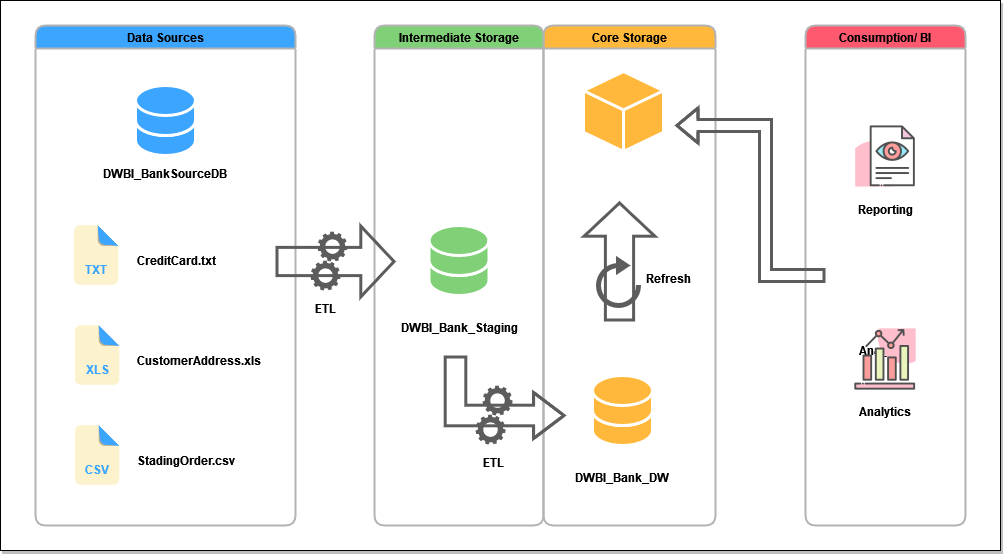 Data Sources
Intermediate Storage
Core Storage
Consumption/ BI
DWBI_BankSourceDB
TXT
CreditCard.txt
XLS
CustomerAddress.xls
CSV
StadingOrder.csv
ETL
DWBI_Bank_Staging
ETL
Refresh
DWBI_Bank_DW
Reporting
An
Analytics